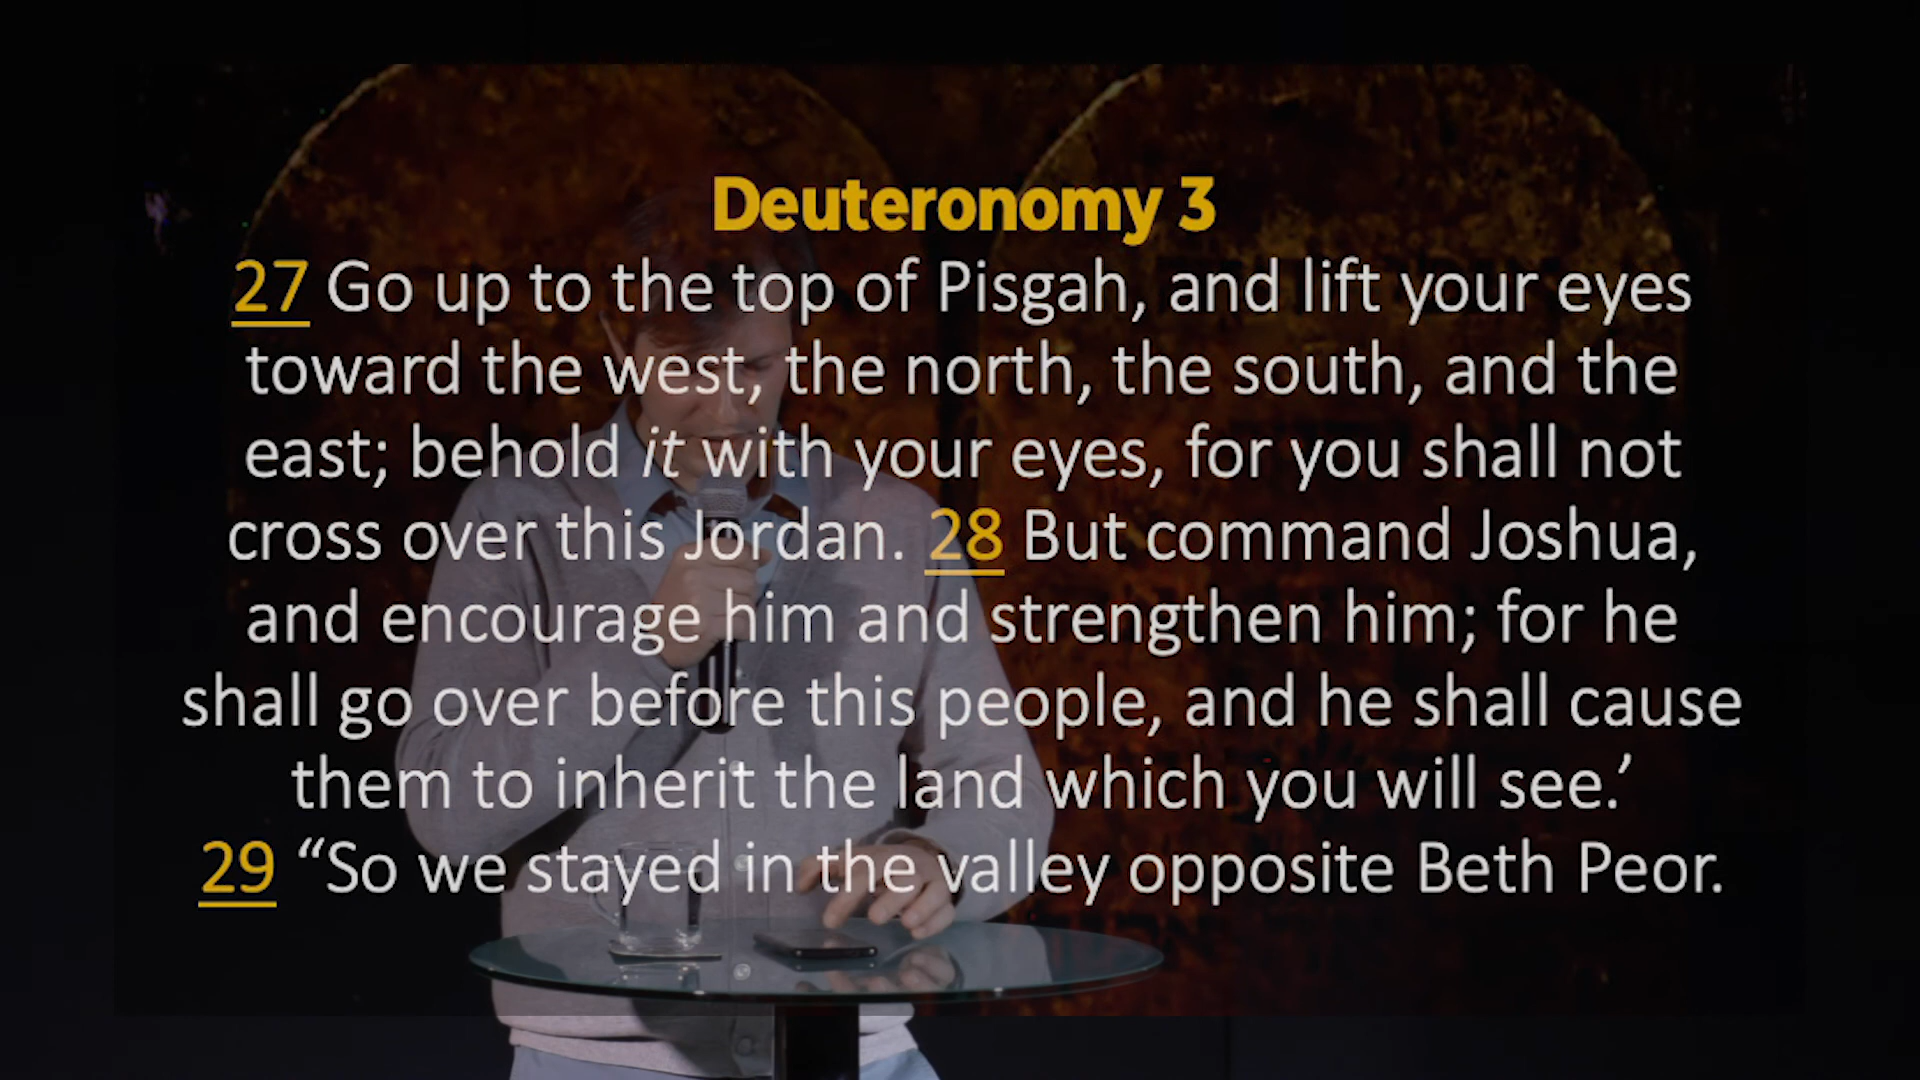 Deuteronomy 3
27 Go up to the top of Pisgah, and lift your eyes
toward the west, the north, the south, and the
east; behold it with your eyes, for you shall not
cross over this Jordan. 28 But command Joshua,
and encourage him and strengthen him; for he
shall go over before this people, and he shall cause
them to inherit the land which you will see.’
29 “So we stayed in the valley opposite Beth Peor.